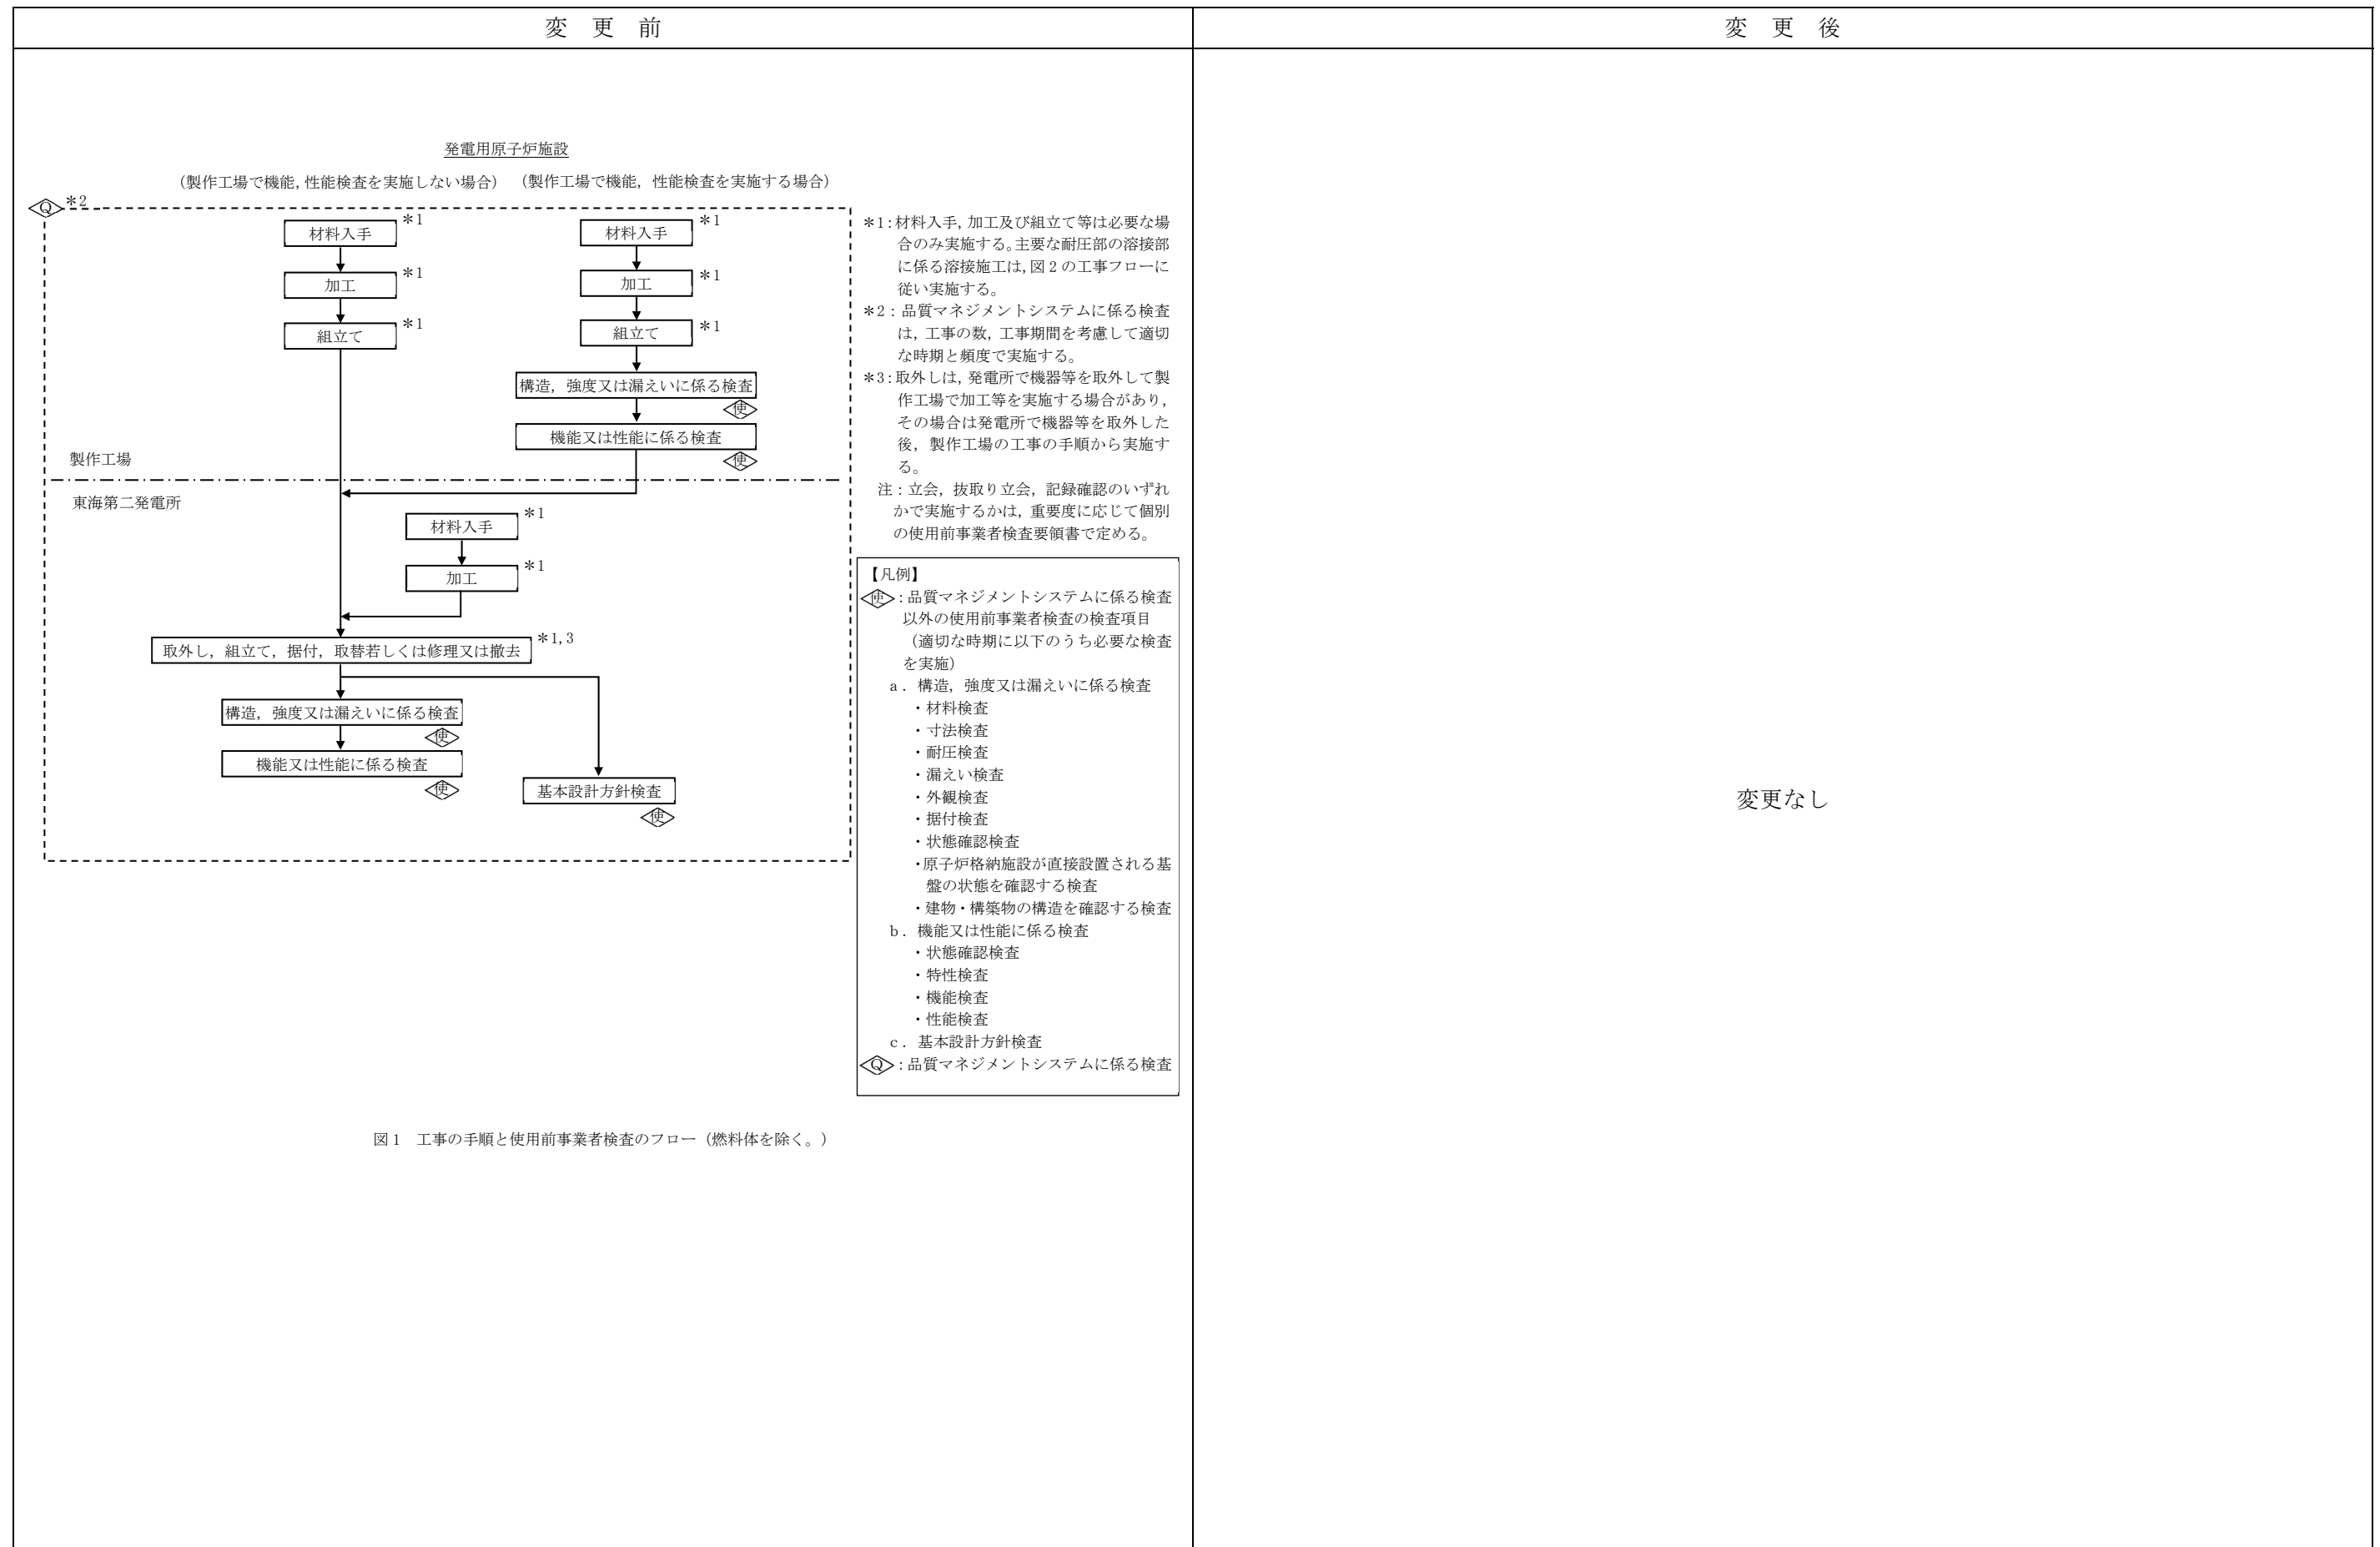 変　更　前
変　更　後
発電用原子炉施設
（製作工場で機能，性能検査を実施しない場合）
（製作工場で機能，性能検査を実施する場合）
Q
＊2
材料入手
＊1
加工
＊1
組立て
＊1
材料入手
＊1
加工
＊1
組立て
＊1
構造，強度又は漏えいに係る検査
使
機能又は性能に係る検査
使
製作工場
東海第二発電所
材料入手
＊1
加工
＊1
取外し，組立て，据付，取替若しくは修理又は撤去
＊1,3
構造，強度又は漏えいに係る検査
使
機能又は性能に係る検査
使
基本設計方針検査
使
＊1：材料入手，加工及び組立て等は必要な場
合のみ実施する。主要な耐圧部の溶接部
に係る溶接施工は，図2の工事フローに
従い実施する。
＊2：品質マネジメントシステムに係る検査
は，工事の数，工事期間を考慮して適切
な時期と頻度で実施する。
＊3：取外しは，発電所で機器等を取外して製
作工場で加工等を実施する場合があり，
その場合は発電所で機器等を取外した
後，製作工場の工事の手順から実施す
る。
注：立会，抜取り立会，記録確認のいずれ
かで実施するかは，重要度に応じて個別
の使用前事業者検査要領書で定める。
【凡例】
使：品質マネジメントシステムに係る検査
以外の使用前事業者検査の検査項目
（適切な時期に以下のうち必要な検査
を実施）
a．構造，強度又は漏えいに係る検査
・材料検査
・寸法検査
・耐圧検査
・漏えい検査
・外観検査
・据付検査
・状態確認検査
・原子炉格納施設が直接設置される基
盤の状態を確認する検査
・建物・構築物の構造を確認する検査
b．機能又は性能に係る検査
・状態確認検査
・特性検査
・機能検査
・性能検査
c．基本設計方針検査
Q：品質マネジメントシステムに係る検査
図1　工事の手順と使用前事業者検査のフロー（燃料体を除く。）
変更なし